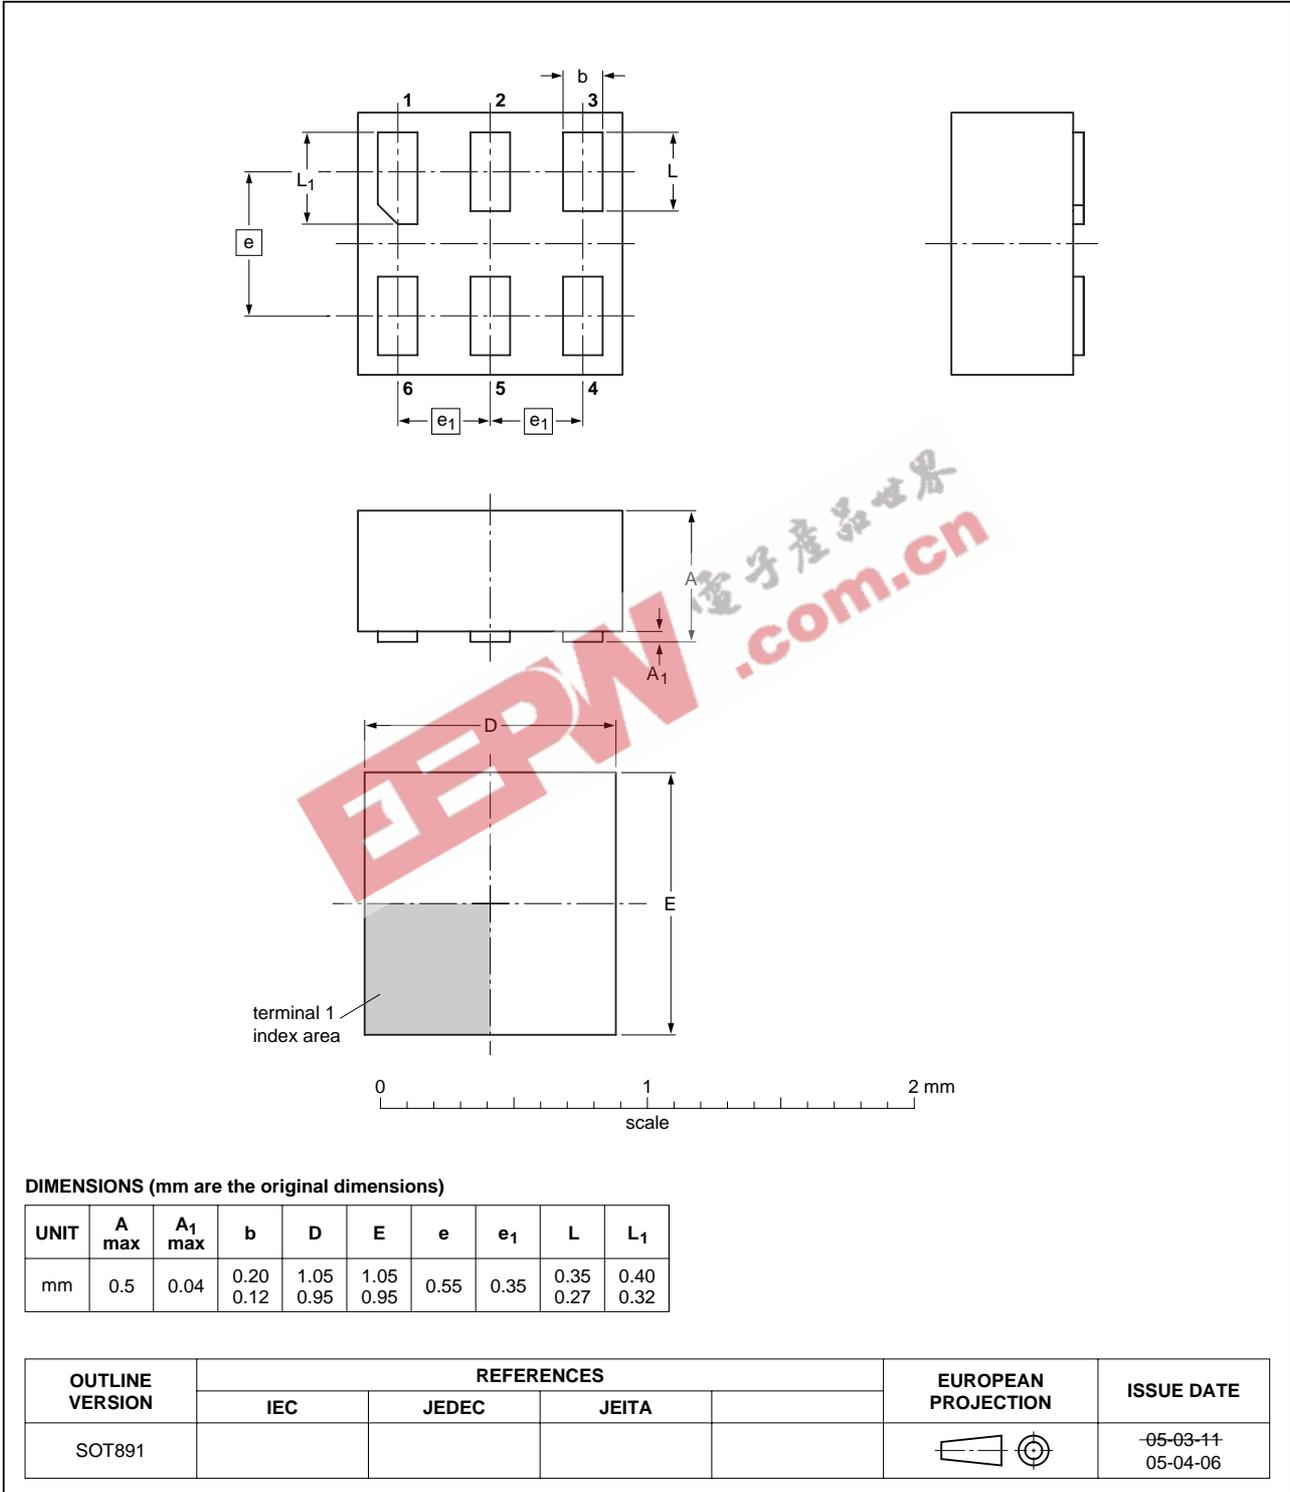 b
1 2 3
L1
L
e
6 5 4
e1 e1
A
A1
D
E
terminal 1
index area
0 1 2 mm
scale
電子產品世界
EEPW
.com.cn
DIMENSIONS (mm are the original dimensions)
UNIT A max A1 max b D E e e1 L L1
mm 0.5 0.04 0.20 0.12 1.05 0.95 1.05 0.95 0.55 0.35 0.35 0.27 0.40 0.32
OUTLINE VERSION REFERENCES EUROPEAN PROJECTION ISSUE DATE
IEC JEDEC JEITA
SOT891 05-03-11
05-04-06